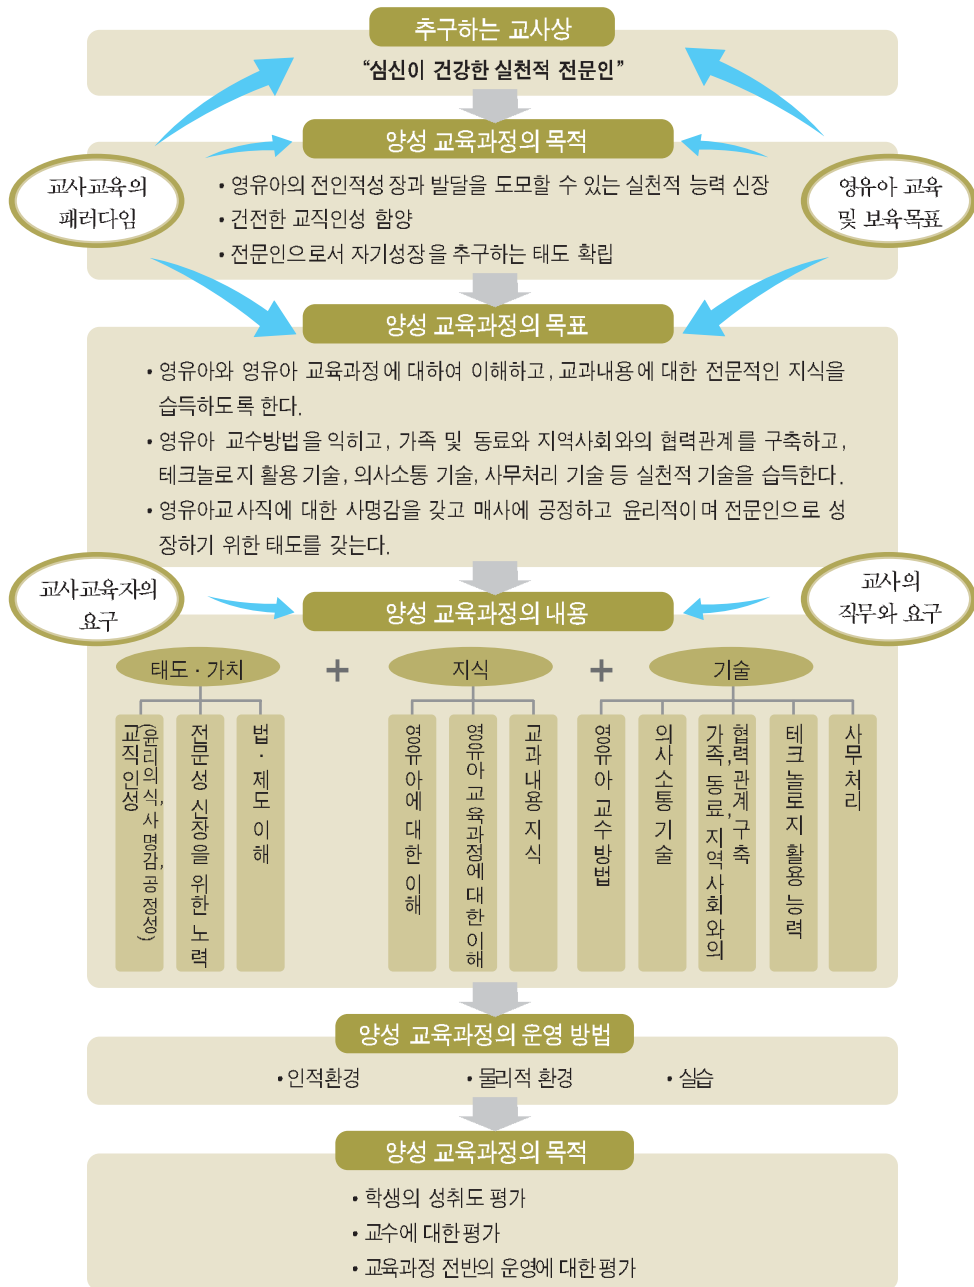 추구하는 교사상
“심신이 건강한 실천적 전문인”
양성 교육과정의 목적
교사교육의
패러다임
영유아 교육
및 보육목표
• 영유아의 전인적성장과 발달을 도모할 수 있는 실천적 능력 신장
• 건전한 교직인성 함양
• 전문인으로서 자기성장을 추구하는 태도 확립
양성 교육과정의 목표
• 영유아와 영유아 교육과정에 대하여 이해하고, 교과내용에 대한 전문적인 지식을
습득하도록 한다.
• 영유아 교수방법을 익히고, 가족 및 동료와 지역사회와의 협력관계를 구축하고,
테크놀로지 활용 기술, 의사소통 기술, 사무처리 기술 등 실천적 기술을 습득한다.
• 영유아교사직에 대한 사명감을 갖고 매사에 공정하고 윤리적이며 전문인으로 성
장하기 위한 태도를 갖는다.
교사교육자의
요구
교사의
직무와 요구
양성 교육과정의 내용
태도 · 가치
+
지식
+
기술
교직인성
(윤리의식, 사명감, 공정성)
전문성 신장을 위한 노력
법 · 제도 이해
영유아에 대한 이해
영유아 교육과정에 대한 이해
교과내용 지식
영유아 교수방법
의사소통 기술
가족, 동료, 지역사회와의
협력관계 구축
테크놀로지 활용 능력
사무처리
양성 교육과정의 운영 방법
• 인적환경
• 물리적 환경
• 실습
양성 교육과정의 목적
• 학생의 성취도 평가
• 교수에 대한 평가
• 교육과정 전반의 운영에 대한 평가